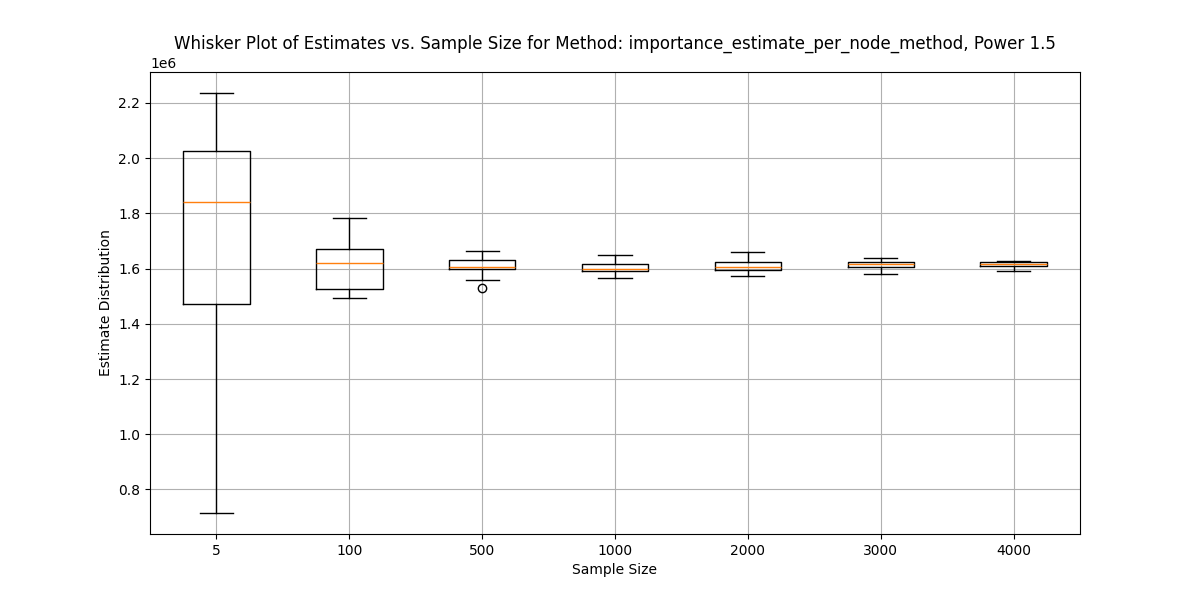 Whisker Plot of Estimates vs. Sample Size for Method: importance_estimate_per_node_method, Power 1.5
1e6
2.2
2.0
1.8
1.6
1.4
1.2
1.0
0.8
Estimate Distribution
5 100 500 1000 2000 3000 4000
Sample Size